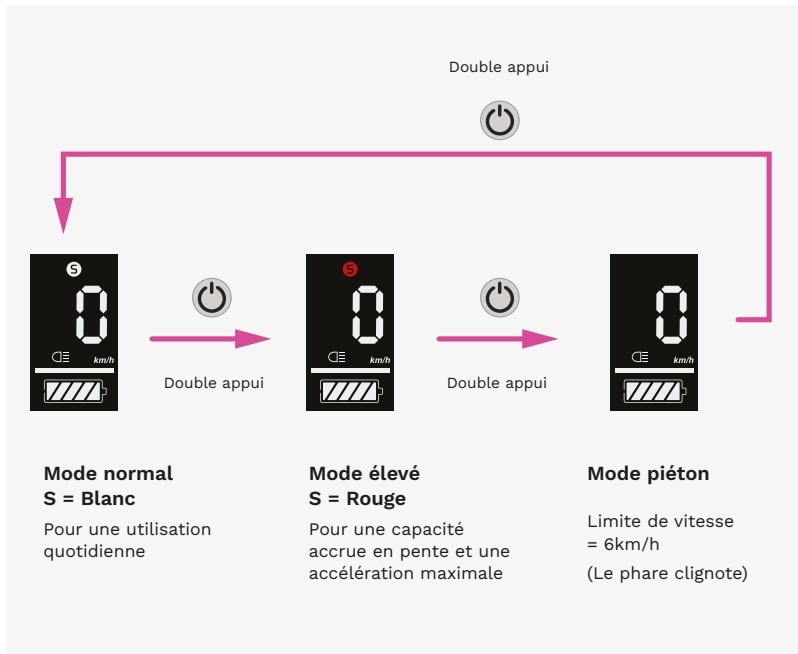 Double appui
S
0
km/h
S
0
km/h
0
km/h
Double appui
Double appui
Mode normal
S = Blanc
Pour une utilisation
quotidienne
Mode élevé
S = Rouge
Pour une capacité
accrue en pente et une
accélération maximale
Mode piéton
Limite de vitesse
= 6km/h
(Le phare clignote)